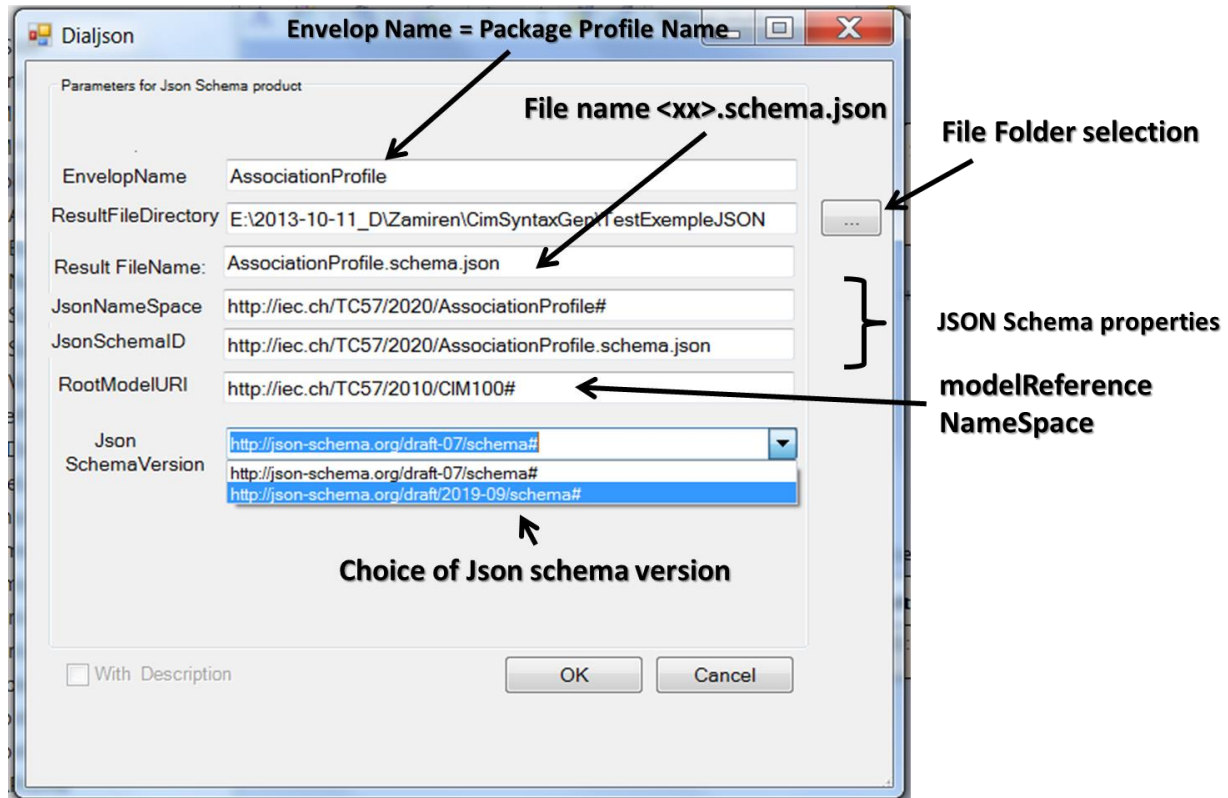 Dialjson
Envelop Name = Package Profile Name
Parameters for Json Schema product
File name <xx>.schema.json
File Folder selection
EnvelopName AssociationProfile
ResultFileDirectory E:\2013-10-11_D\Zamiren\CimSyntaxGen\TestExempleJSON ...
Result FileName: AssociationProfile.schema.json
JsonNameSpace http://iec.ch/TC57/2020/AssociationProfile#
JSON Schema properties
JsonSchemaID http://iec.ch/TC57/2020/AssociationProfile.schema.json
RootModelURI http://iec.ch/TC57/2010/CIM100#
modelReference
NameSpace
Json
SchemaVersion
http://json-schema.org/draft-07/schema#
http://json-schema.org/draft-07/schema#
http://json-schema.org/draft/2019-09/schema#
Choice of Json schema version
With Description
OK Cancel